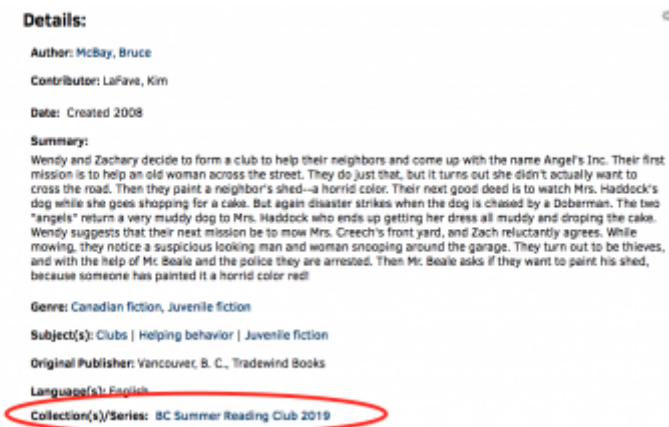 Details:
Author: McBay, Bruce
Contributor: LaFave, Kim
Date: Created 2008
Summary:
Wendy and Zachary decide to form a club to help their neighbors and come up with the name Angel's Inc. Their first
mission is to help an old woman across the street. They do just that, but it turns out she didn't actually want to
cross the road. Then they paint a neighbor's shed--a horrid color. Their next good deed is to watch Mrs. Haddock's
dog while she goes shopping for a cake. But again disaster strikes when the dog is chased by a Doberman. The two
"angels" return a very muddy dog to Mrs. Haddock who ends up getting her dress all muddy and droping the cake.
Wendy suggests that their next mission be to mow Mrs. Creech's front yard, and Zach reluctantly agrees. While
mowing, they notice a suspicious looking man and woman snooping around the garage. They turn out to be thieves,
and with the help of Mr. Beale and the police they are arrested. Then Mr. Beale asks if they want to paint his shed,
because someone has painted it a horrid color red!
Genre: Canadian fiction, Juvenile fiction
Subject(s): Clubs | Helping behavior | Juvenile fiction
Original Publisher: Vancouver, B. C., Tradewind Books
Language(s): English
Collection(s)/Series: BC Summer Reading Club 2019